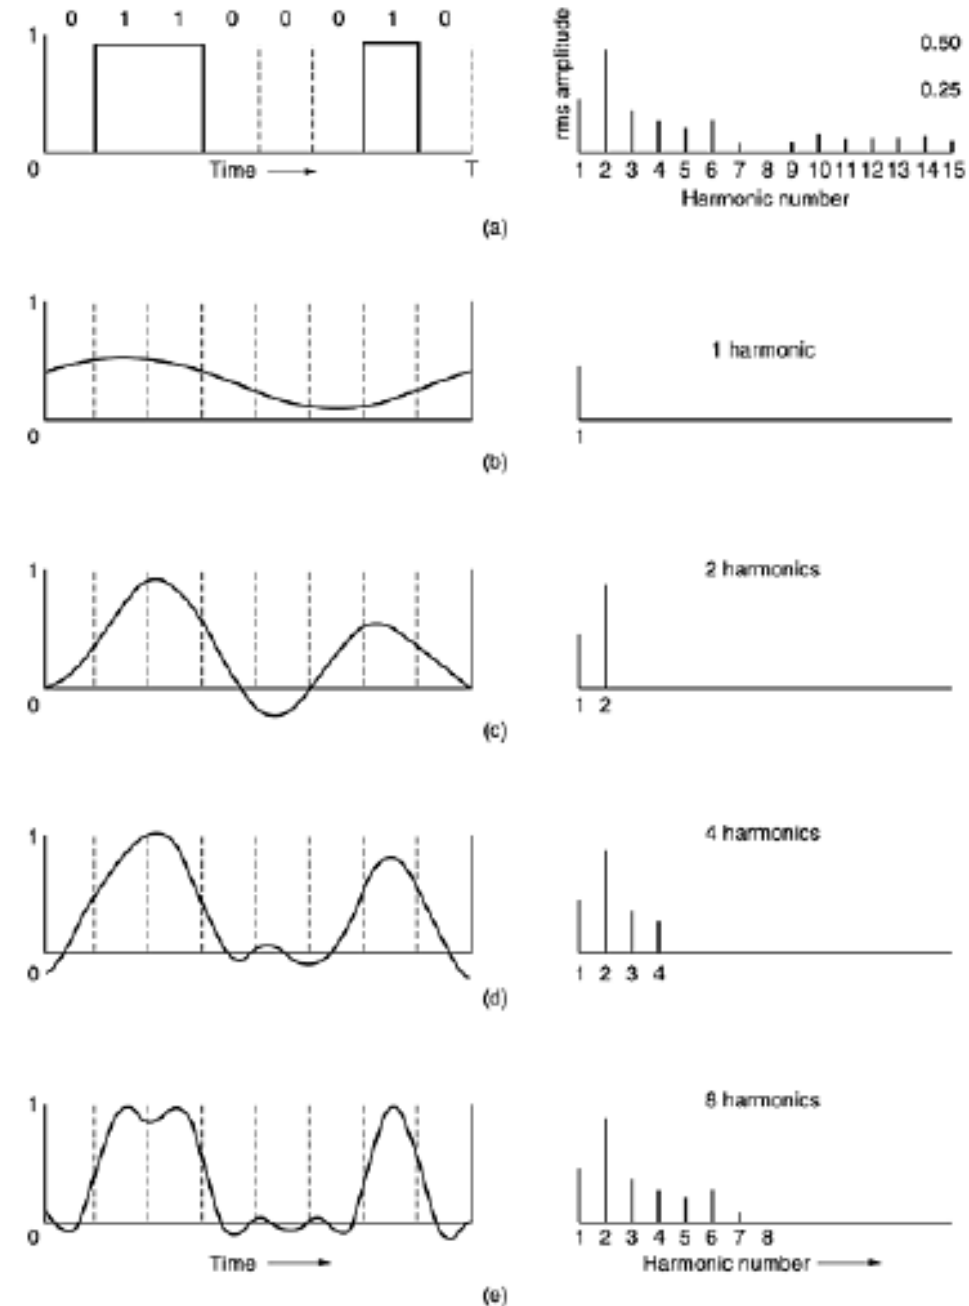 0 1 1 0 0 0 1 0
1
0
Time
T
rms amplitude
0.50
0.25
1 2 3 4 5 6 7 8 9 10 11 12 13 14 15
Harmonic number
(a)
1
0
1 harmonic
1
(b)
1
0
2 harmonics
1 2
(c)
1
0
4 harmonics
1 2 3 4
(d)
1
0
Time
8 harmonics
1 2 3 4 5 6 7 8
Harmonic number
(e)